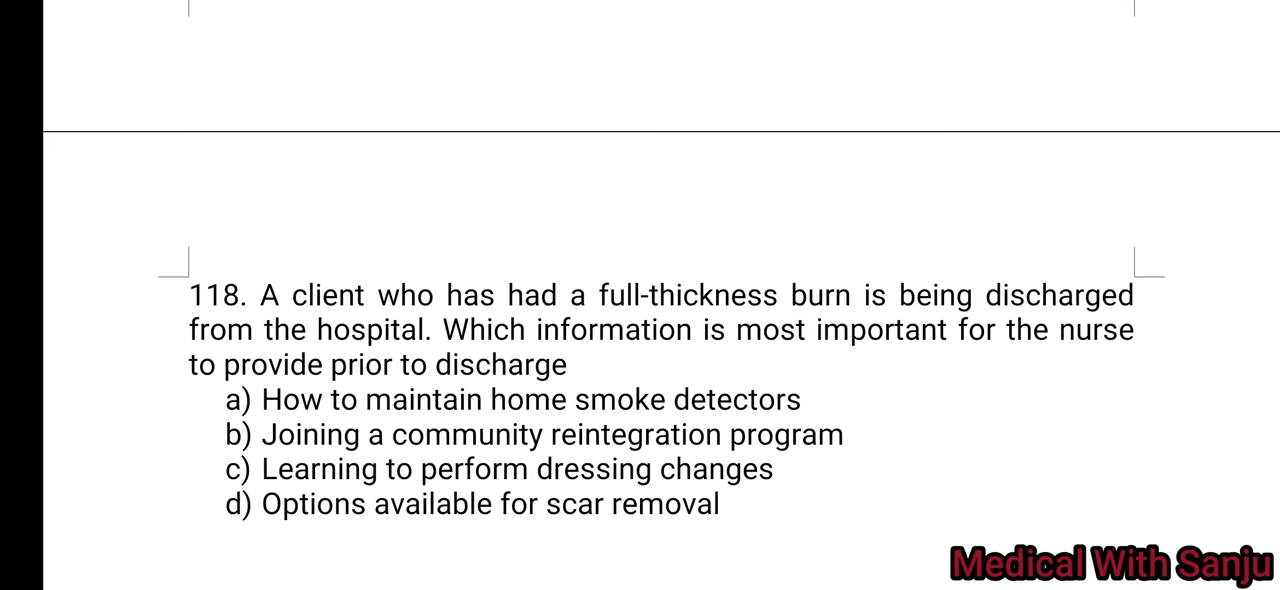 118. A client who has had a full-thickness burn is being discharged
from the hospital. Which information is most important for the nurse
to provide prior to discharge
a) How to maintain home smoke detectors
b) Joining a community reintegration program
c) Learning to perform dressing changes
d) Options available for scar removal
Medical With Sanju